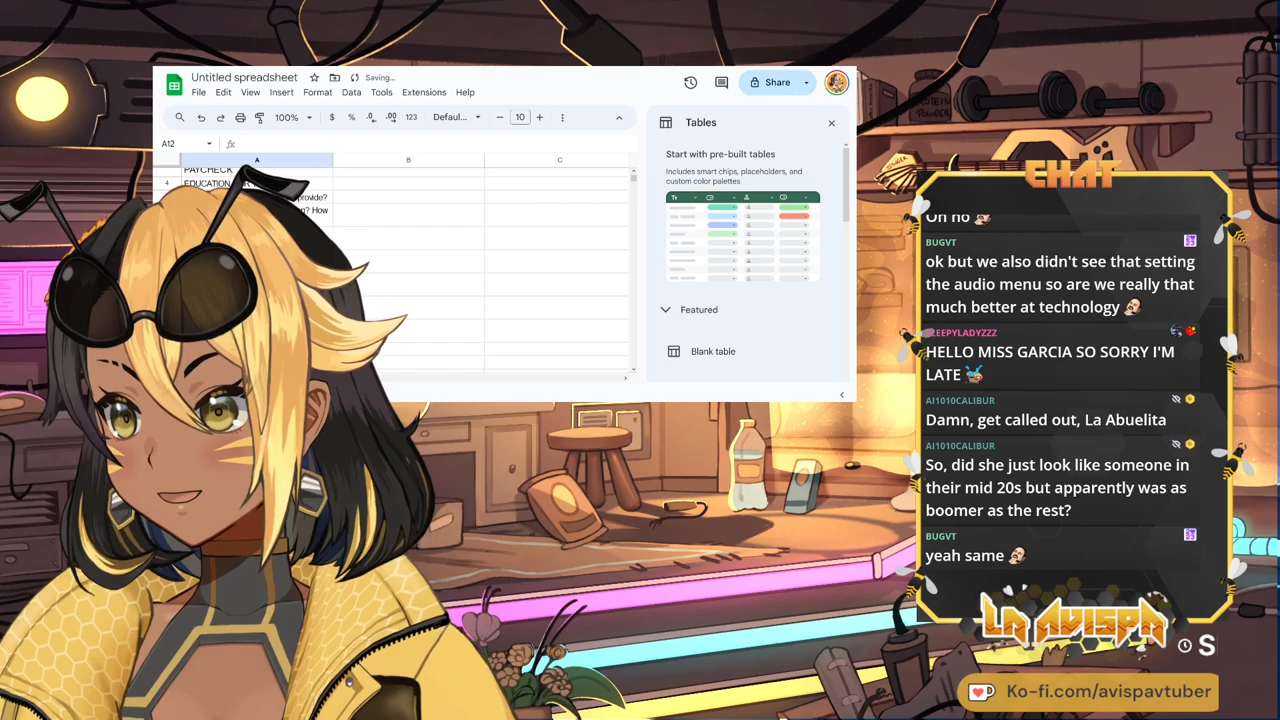 Untitled spreadsheet
Saving...
File Edit View Insert Format Data Tools Extensions Help
Share
100% $ % .0 .00 123 Defaul... 10
A12
fx
Tables
A B C
PAYCHECK
4
EDUCATION
provide?
? How
Start with pre-built tables
Includes smart chips, placeholders, and
custom color palettes
Featured
Blank table
CHAT
Oh no
BUGVT
ok but we also didn't see that setting
the audio menu so are we really that
much better at technology
EEPYLADYZZZ
HELLO MISS GARCIA SO SORRY I'M
LATE
AI1010CALIBUR
Damn, get called out, La Abuelita
AI1010CALIBUR
So, did she just look like someone in
their mid 20s but apparently was as
boomer as the rest?
BUGVT
yeah same
LA AVISPA
S
Ko-fi.com/avispavtuber